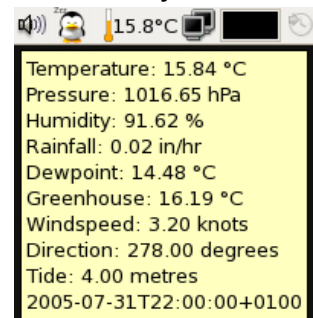 Zzz
15.8°C
Temperature: 15.84 °C
Pressure: 1016.65 hPa
Humidity: 91.62 %
Rainfall: 0.02 in/hr
Dewpoint: 14.48 °C
Greenhouse: 16.19 °C
Windspeed: 3.20 knots
Direction: 278.00 degrees
Tide: 4.00 metres
2005-07-31T22:00:00+0100